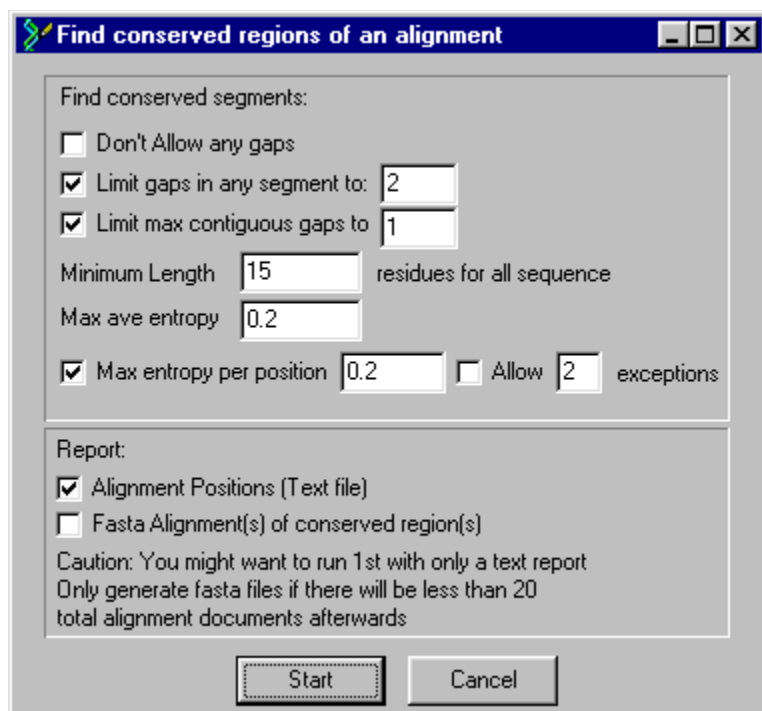 Find conserved regions of an alignment
Find conserved segments:
Don't Allow any gaps
Limit gaps in any segment to: 2
Limit max contiguous gaps to 1
Minimum Length 15 residues for all sequence
Max ave entropy 0.2
Max entropy per position 0.2 Allow 2 exceptions
Report:
Alignment Positions (Text file)
Fasta Alignment(s) of conserved region(s)
Caution: You might want to run 1st with only a text report
Only generate fasta files if there will be less than 20
total alignment documents afterwards
Start Cancel